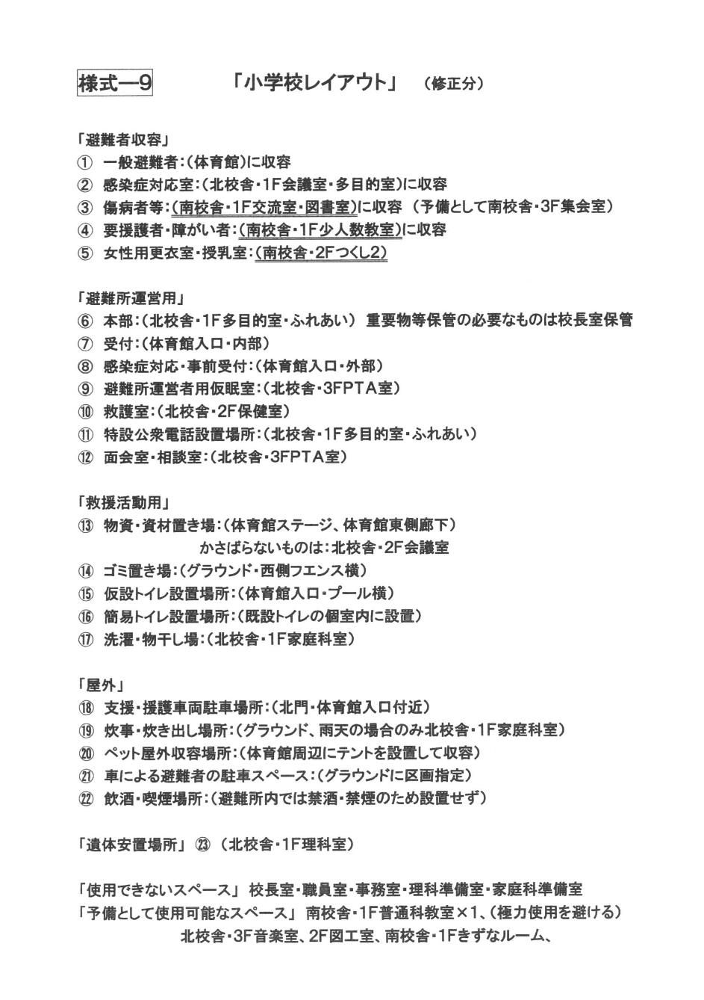 様式―9 「小学校レイアウト」 （修正分）
「避難者収容」
① 一般避難者：（体育館）に収容
② 感染症対応室：（北校舎・1F会議室・多目的室）に収容
③ 傷病者等：（南校舎・1F交流室・図書室）に収容 （予備として南校舎・3F集会室）
④ 要援護者・障がい者：（南校舎・1F少人数教室）に収容
⑤ 女性用更衣室・授乳室：（南校舎・2Fつくし2）
「避難所運営用」
⑥ 本部：（北校舎・1F多目的室・ふれあい） 重要物等保管の必要なものは校長室保管
⑦ 受付：（体育館入口・内部）
⑧ 感染症対応・事前受付：（体育館入口・外部）
⑨ 避難所運営者用仮眠室：（北校舎・3FPTA室）
⑩ 救護室：（北校舎・2F保健室）
⑪ 特設公衆電話設置場所：（北校舎・1F多目的室・ふれあい）
⑫ 面会室・相談室：（北校舎・3FPTA室）
「救援活動用」
⑬ 物資・資材置き場：（体育館ステージ、体育館東側廊下）
かさばらないものは：北校舎・2F会議室
⑭ ゴミ置き場：（グラウンド・西側フエンス横）
⑮ 仮設トイレ設置場所：（体育館入口・プール横）
⑯ 簡易トイレ設置場所：（既設トイレの個室内に設置）
⑰ 洗濯・物干し場：（北校舎・1F家庭科室）
「屋外」
⑱ 支援・援護車両駐車場所：（北門・体育館入口付近）
⑲ 炊事・炊き出し場所：（グラウンド、雨天の場合のみ北校舎・1F家庭科室）
⑳ ペット屋外収容場所：（体育館周辺にテントを設置して収容）
㉑ 車による避難者の駐車スペース：（グラウンドに区画指定）
㉒ 飲酒・喫煙場所：（避難所内では禁酒・禁煙のため設置せず）
「遺体安置場所」 ㉓ （北校舎・1F理科室）
「使用できないスペース」 校長室・職員室・事務室・理科準備室・家庭科準備室
「予備として使用可能なスペース」 南校舎・1F普通科教室×1、（極力使用を避ける）
北校舎・3F音楽室、2F図工室、南校舎・1Fきずなルーム、